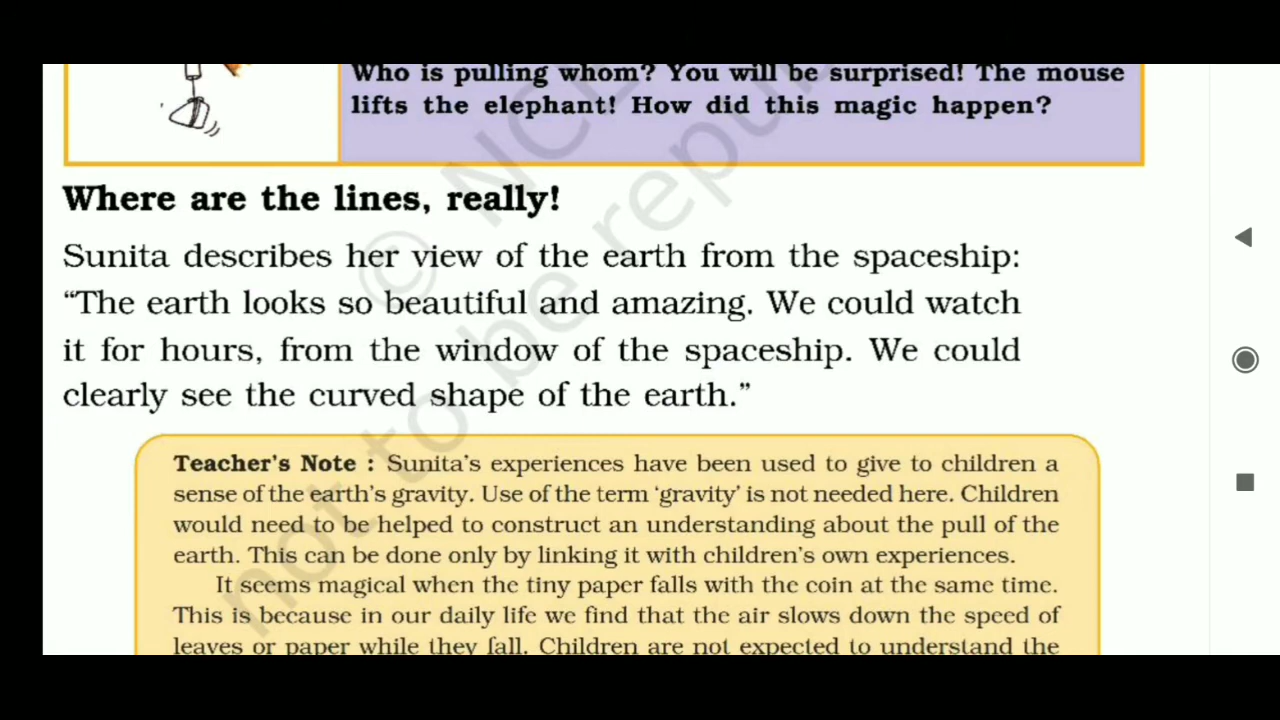 Who is pulling whom? You will be surprised! The mouse
lifts the elephant! How did this magic happen?
Where are the lines, really!
Sunita describes her view of the earth from the spaceship:
“The earth looks so beautiful and amazing. We could watch
it for hours, from the window of the spaceship. We could
clearly see the curved shape of the earth.”
Teacher's Note : Sunita's experiences have been used to give to children a
sense of the earth's gravity. Use of the term ‘gravity’ is not needed here. Children
would need to be helped to construct an understanding about the pull of the
earth. This can be done only by linking it with children's own experiences.
It seems magical when the tiny paper falls with the coin at the same time.
This is because in our daily life we find that the air slows down the speed of
leaves or paper while they fall. Children are not expected to understand the
© NC
not to be repu